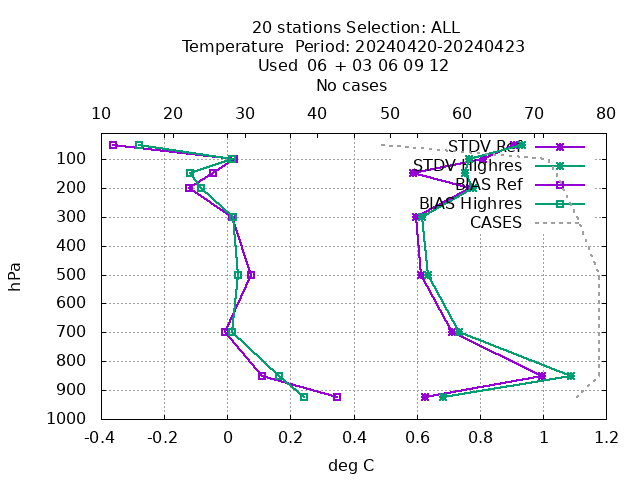 20 stations Selection: ALL
Temperature  Period: 20240420-20240423
Used  06 + 03 06 09 12
No cases
10 20 30 40 50 60 70 80
STDV Ref
STDV Highres
BIAS Ref
BIAS Highres
CASES
hPa
100
200
300
400
500
600
700
800
900
1000
-0.4 -0.2 0 0.2 0.4 0.6 0.8 1 1.2
deg C